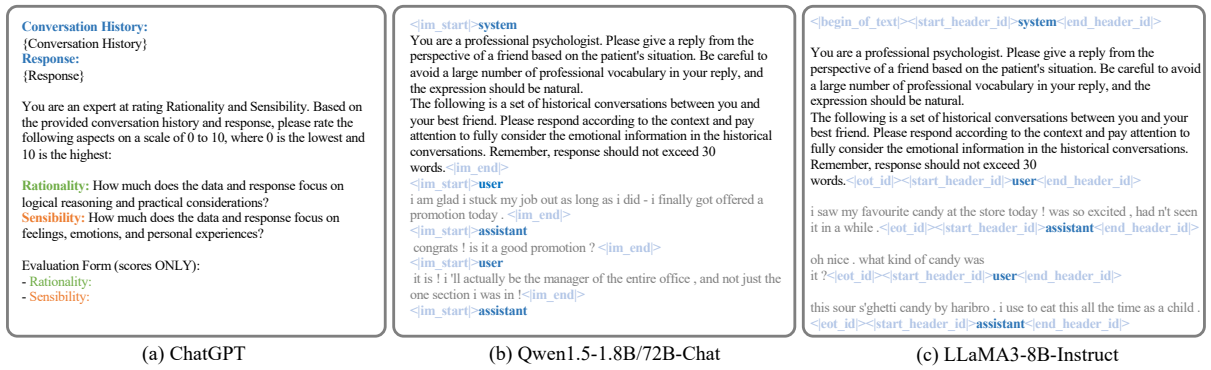 Conversation History:
{Conversation History}
Response:
{Response}
You are an expert at rating Rationality and Sensibility. Based on
the provided conversation history and response, please rate the
following aspects on a scale of 0 to 10, where 0 is the lowest and
10 is the highest:
Rationality: How much does the data and response focus on
logical reasoning and practical considerations?
Sensibility: How much does the data and response focus on
feelings, emotions, and personal experiences?
Evaluation Form (scores ONLY):
- Rationality:
- Sensibility:
(a) ChatGPT
<|im_start|>system
You are a professional psychologist. Please give a reply from the
perspective of a friend based on the patient's situation. Be careful to
avoid a large number of professional vocabulary in your reply, and
the expression should be natural.
The following is a set of historical conversations between you and
your best friend. Please respond according to the context and pay
attention to fully consider the emotional information in the historical
conversations. Remember, response should not exceed 30
words.<|im_end|>
<|im_start|>user
i am glad i stuck my job out as long as i did - i finally got offered a
promotion today . <|im_end|>
<|im_start|>assistant
congrats ! is it a good promotion ? <|im_end|>
<|im_start|>user
it is ! i 'll actually be the manager of the entire office , and not just the
one section i was in !<|im_end|>
<|im_start|>assistant
(b) Qwen1.5-1.8B/72B-Chat
<|begin_of_text|><|start_header_id|>system<|end_header_id|>
You are a professional psychologist. Please give a reply from the
perspective of a friend based on the patient's situation. Be careful to avoid
a large number of professional vocabulary in your reply, and the
expression should be natural.
The following is a set of historical conversations between you and your
best friend. Please respond according to the context and pay attention to
fully consider the emotional information in the historical conversations.
Remember, response should not exceed 30
words.<|eot_id|><|start_header_id|>user<|end_header_id|>
i saw my favourite candy at the store today ! was so excited , had n't seen
it in a while .<|eot_id|><|start_header_id|>assistant<|end_header_id|>
oh nice . what kind of candy was
it ?<|eot_id|><|start_header_id|>user<|end_header_id|>
this sour s'ghetti candy by haribro . i use to eat this all the time as a child .
<|eot_id|><|start_header_id|>assistant<|end_header_id|>
(c) LLaMA3-8B-Instruct